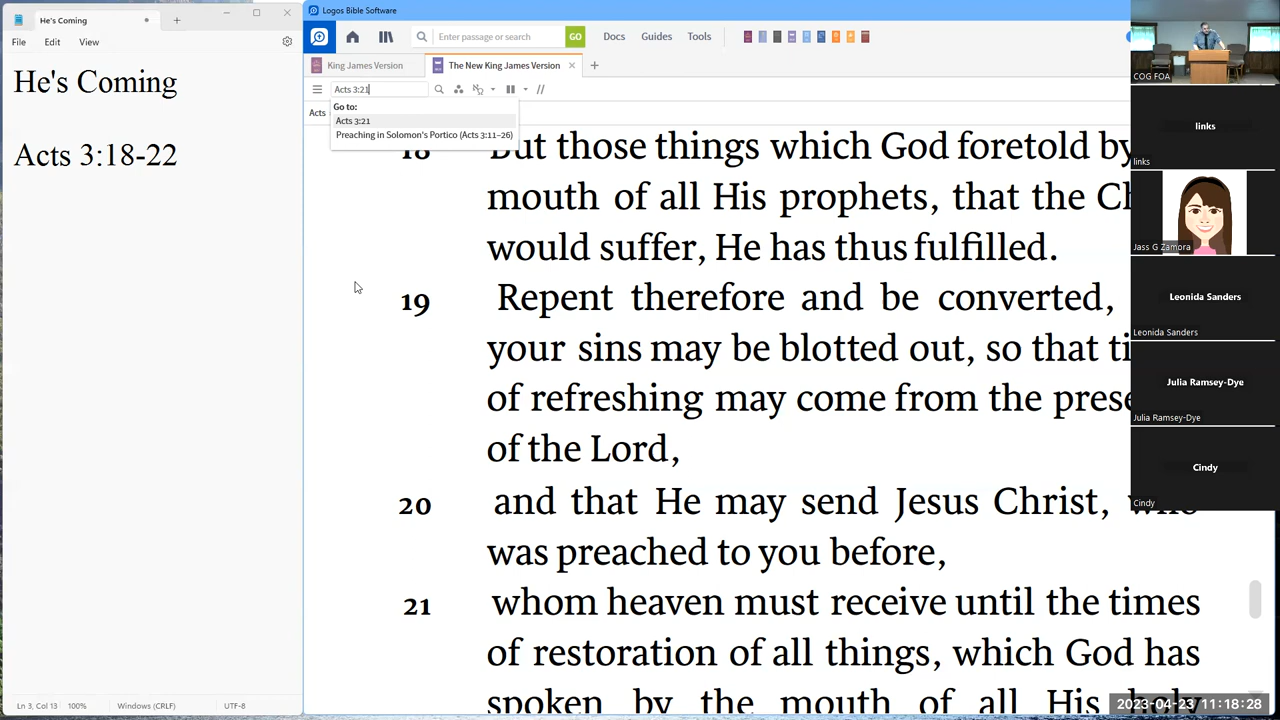 He's Coming
File Edit View
He's Coming
Acts 3:18-22
Ln 3, Col 13 100% Windows (CRLF) UTF-8
Logos Bible Software
Enter passage or search GO Docs Guides Tools
King James Version The New King James Version
Acts 3:21
Go to:
Acts 3:21
Preaching in Solomon's Portico (Acts 3:11–26)
Acts
18 But those things which God foretold by
mouth of all His prophets, that the
would suffer, He has thus fulfilled.
19 Repent therefore and be converted,
your sins may be blotted out, so that
of refreshing may come from the
of the Lord,
20 and that He may send Jesus Christ, who
was preached to you before,
21 whom heaven must receive until the times
of restoration of all things, which God has
spoken by the mouth of all His holy
COG FOA
links
links
Jass G Zamora
Leonida Sanders
Leonida Sanders
Julia Ramsey-Dye
Julia Ramsey-Dye
Cindy
Cindy
2023-04-23 11:18:28